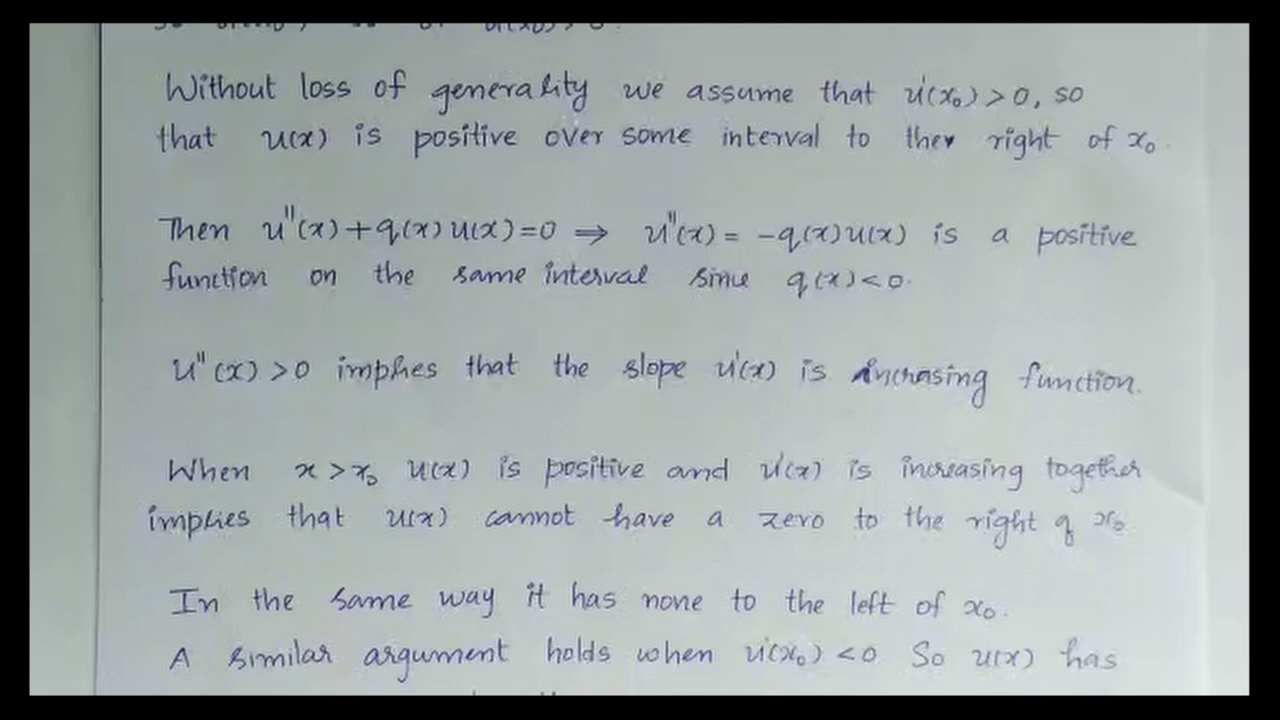 Without loss of generality we assume that u'(x₀) > 0, so
that u(x) is positive over some interval to the right of x₀.
Then u''(x) + q(x) u(x) = 0 ⇒ u''(x) = -q(x) u(x) is a positive
function on the same interval since q(x) < 0.
u''(x) > 0 implies that the slope u'(x) is increasing function.
When x > x₀ u(x) is positive and u'(x) is increasing together
implies that u(x) cannot have a zero to the right of x₀
In the same way it has none to the left of x₀.
A similar argument holds when u'(x₀) < 0 So u(x) has